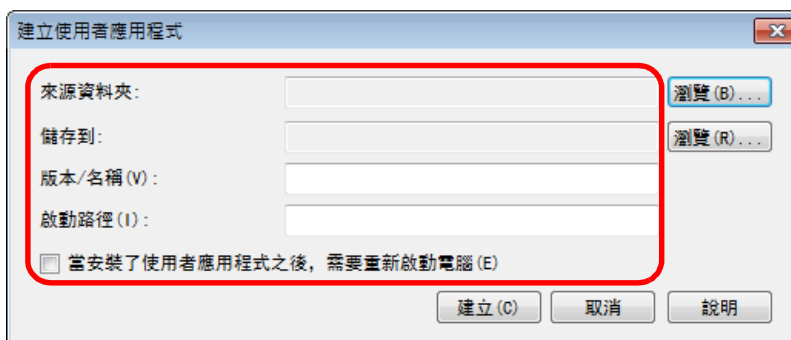 建立使用者應用程式
來源資料夾: 瀏覽(B)...
儲存到: 瀏覽(R)...
版本/名稱(V):
啟動路徑(I):
當安裝了使用者應用程式之後, 需要重新啟動電腦(E)
建立(C) 取消 說明